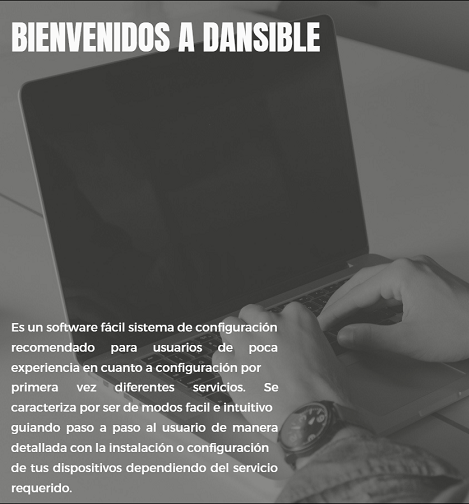 BIENVENIDOS A DANSIBLE
Es un software fácil sistema de configuración
recomendado para usuarios de poca
experiencia en cuanto a configuración por
primera vez diferentes servicios. Se
caracteriza por ser de modos facil e intuitivo
guiando paso a paso al usuario de manera
detallada con la instalación o configuración
de tus dispositivos dependiendo del servicio
requerido.